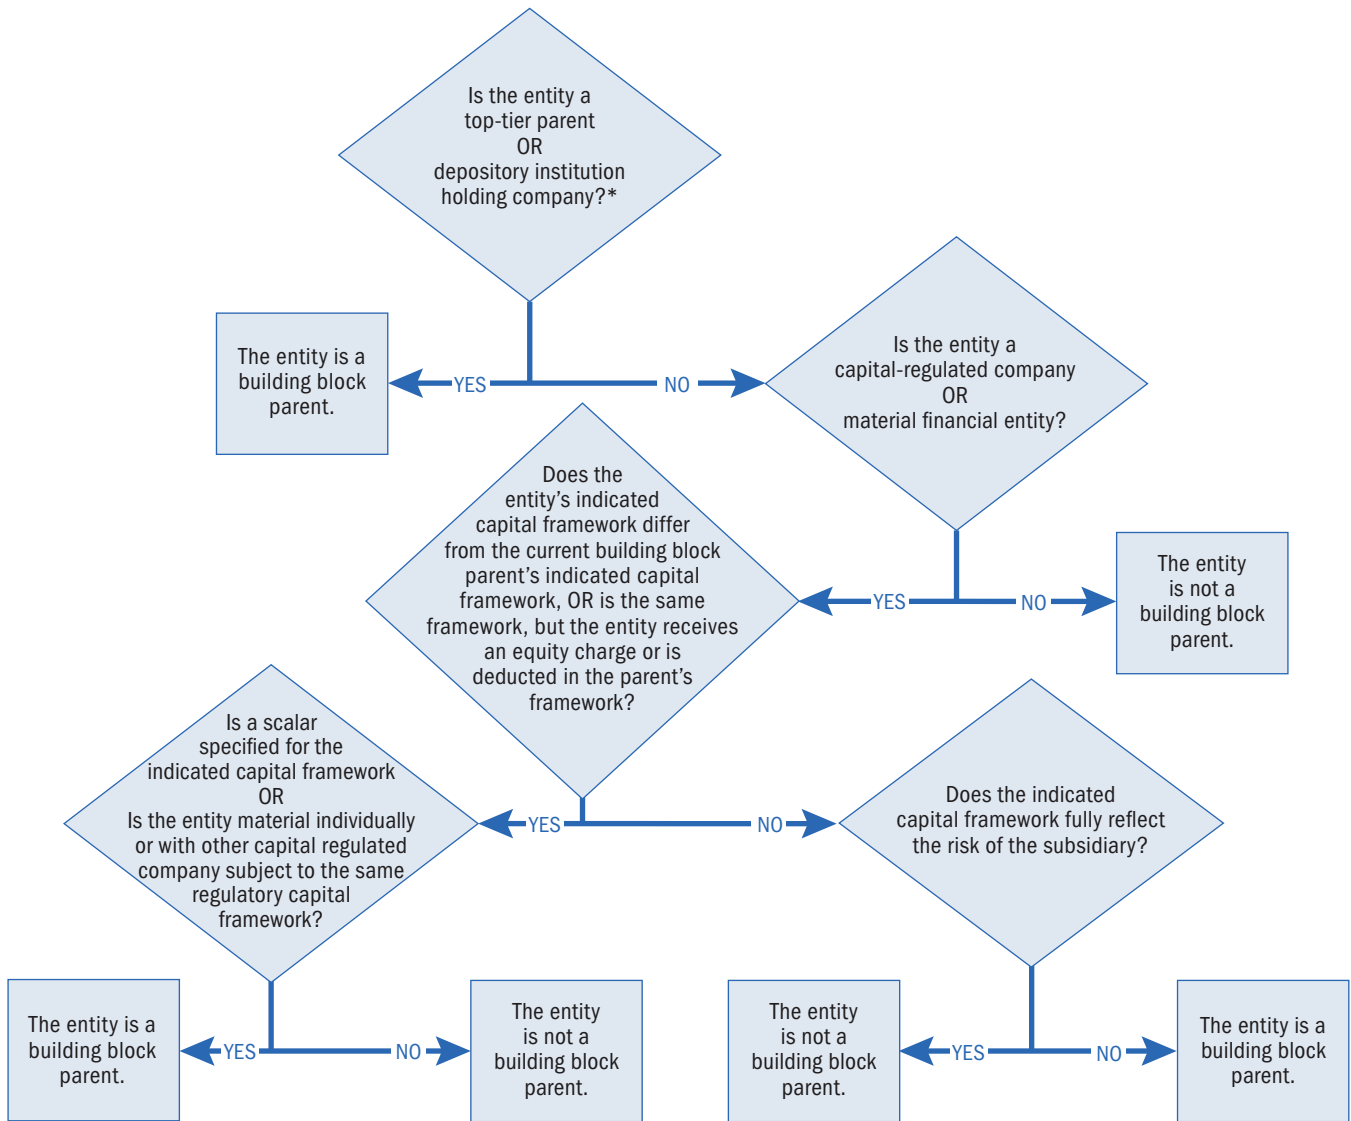 Is the entity a
top-tier parent
OR
depository institution
holding company?*
YES
NO
The entity is a
building block
parent.
Is the entity a
capital-regulated company
OR
material financial entity?
YES
NO
The entity
is not a
building block
parent.
Does the
entity’s indicated
capital framework differ
from the current building block
parent’s indicated capital
framework, OR is the same
framework, but the entity receives
an equity charge or is
deducted in the parent’s
framework?
YES
NO
Is a scalar
specified for the
indicated capital framework
OR
Is the entity material individually
or with other capital regulated
company subject to the same
regulatory capital
framework?
Does the indicated
capital framework fully reflect
the risk of the subsidiary?
The entity is a
building block
parent.
YES
NO
The entity
is not a
building block
parent.
The entity
is not a
building block
parent.
YES
NO
The entity is a
building block
parent.